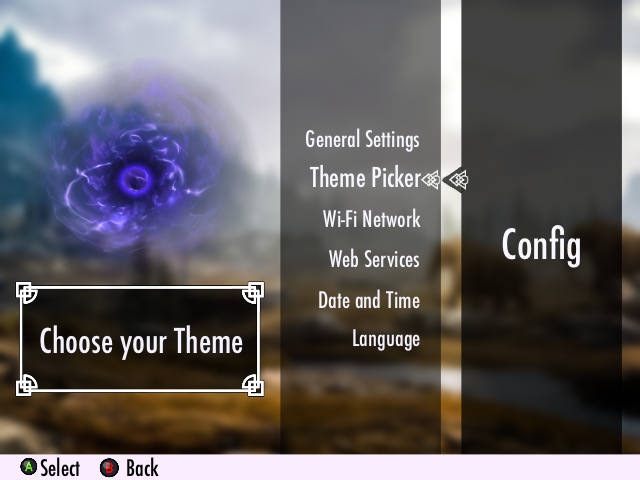 General Settings
Theme Picker
Wi-Fi Network
Web Services
Date and Time
Language
Config
Choose your Theme
A Select B Back